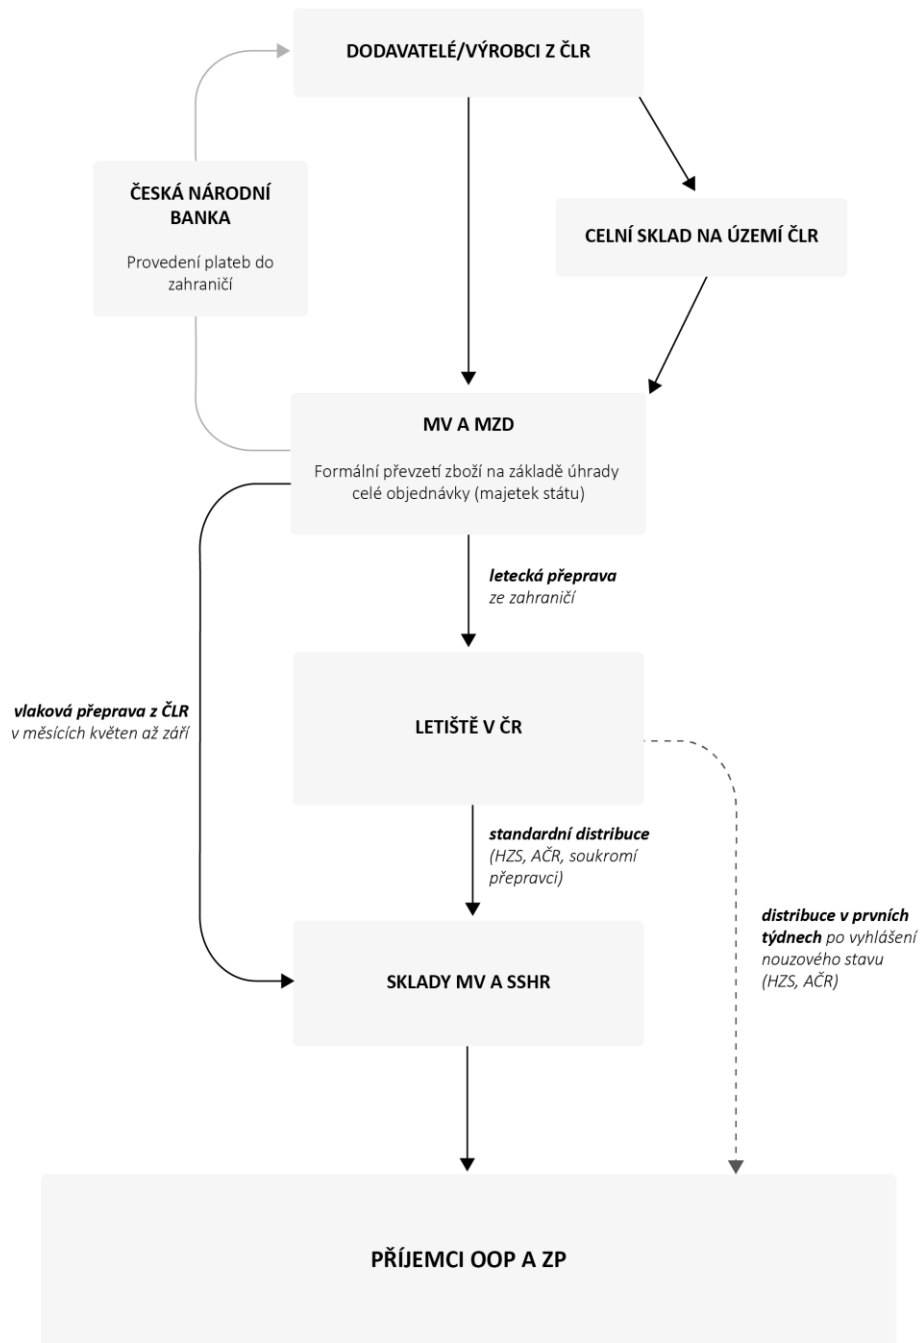 DODAVATELÉ/VÝROBCI Z ČLR
ČESKÁ NÁRODNÍ
BANKA
Provedení plateb do
zahraničí
CELNÍ SKLAD NA ÚZEMÍ ČLR
MV A MZD
Formální převzetí zboží na základě úhrady
celé objednávky (majetek státu)
letecká přeprava
ze zahraničí
vlaková přeprava z ČLR
v měsících květen až září
LETIŠTĚ V ČR
standardní distribuce
(HZS, AČR, soukromí
přepravci)
distribuce v prvních
týdnech po vyhlášení
nouzového stavu
(HZS, AČR)
SKLADY MV A SSHR
PŘÍJEMCI OOP A ZP